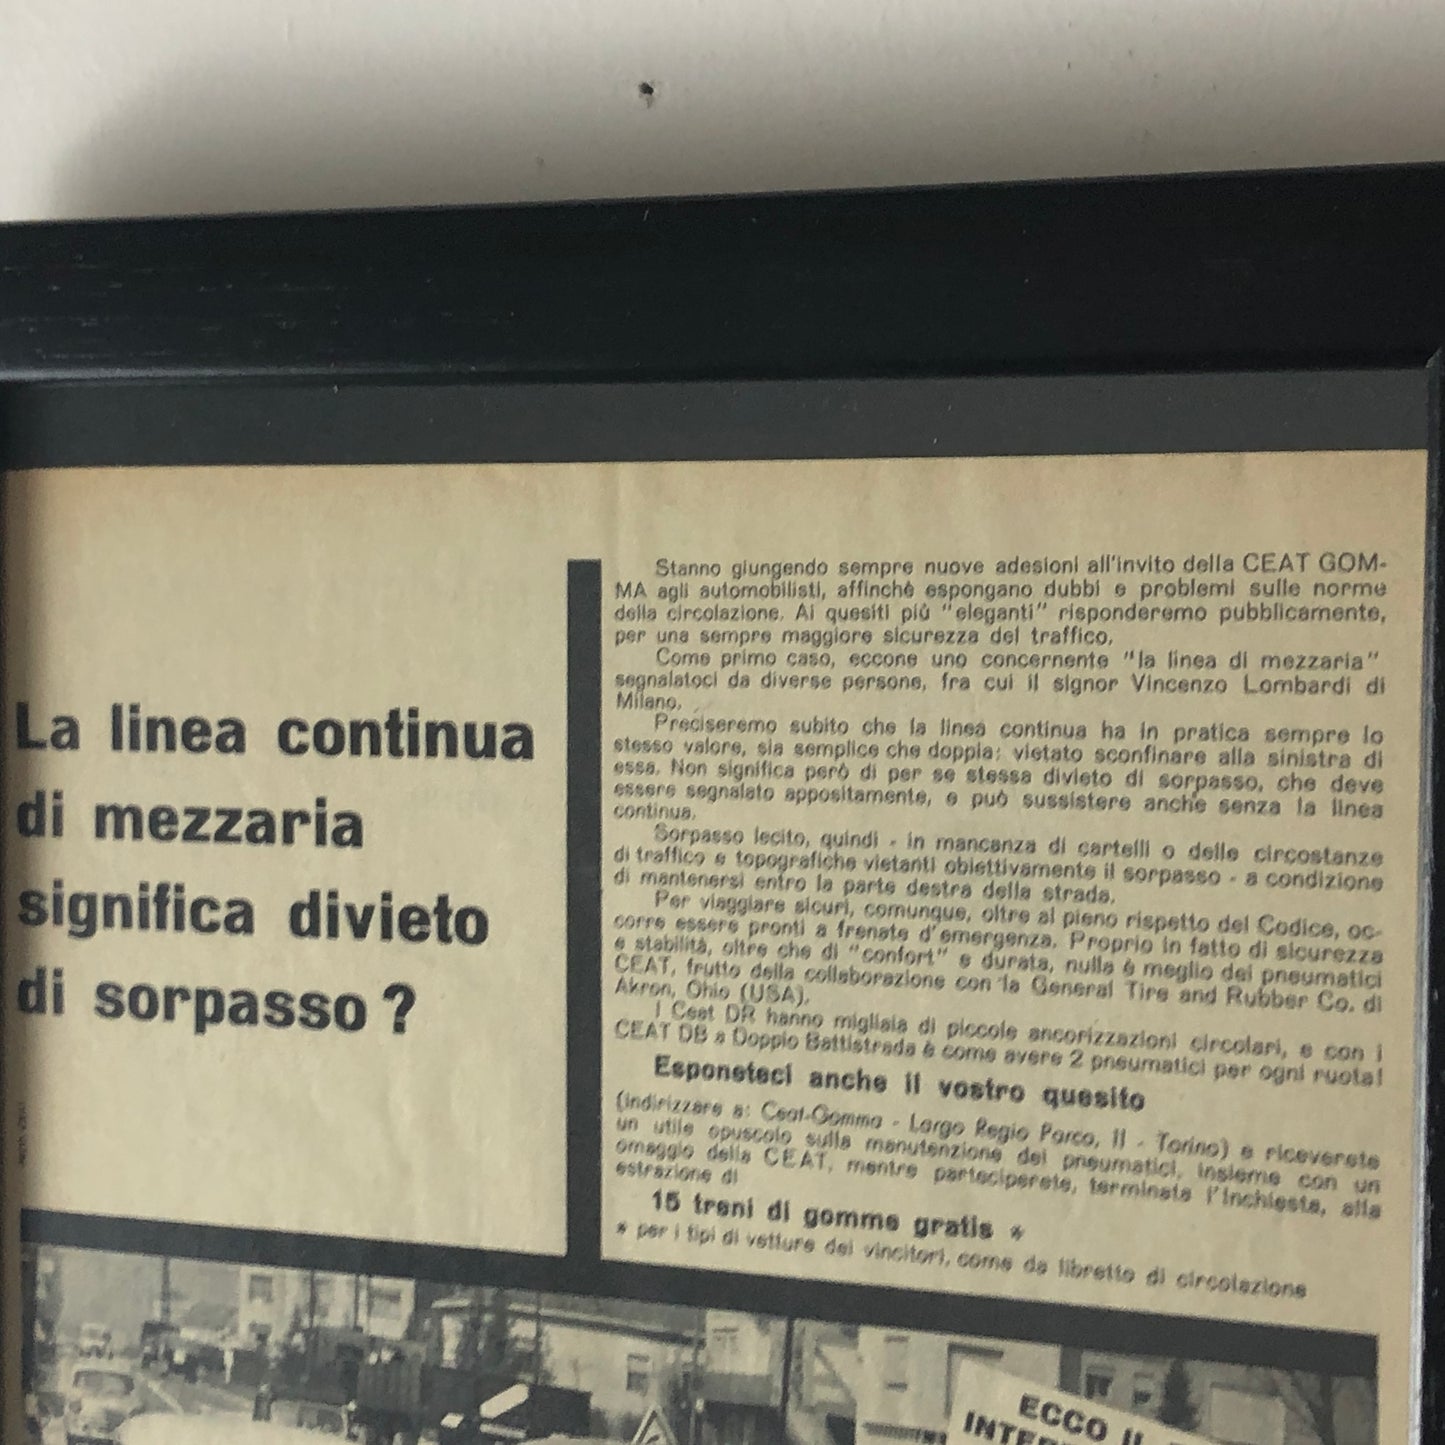 La linea continua
di mezzaria
significa divieto
di sorpasso?
Stanno giungendo sempre nuove adesioni all'invito della CEAT GOM-
MA agli automobilisti, affinchè espongano dubbi e problemi sulle norme
della circolazione. Ai quesiti più "eleganti" risponderemo pubblicamente,
per una sempre maggiore sicurezza del traffico.
Come primo caso, eccone uno concernente "la linea di mezzaria"
segnalatoci da diverse persone, fra cui il signor Vincenzo Lombardi di
Milano.
Preciseremo subito che la linea continua ha in pratica sempre lo
stesso valore, sia semplice che doppia: vietato sconfinare alla sinistra di
essa. Non significa però di per se stessa divieto di sorpasso, che deve
essere segnalato appositamente, e può sussistere anche senza la linea
continua.
Sorpasso lecito, quindi - in mancanza di cartelli o delle circostanze
di traffico e topografiche vietanti obiettivamente il sorpasso - a condizione
di mantenersi entro la parte destra della strada.
Per viaggiare sicuri, comunque, oltre al pieno rispetto del Codice, oc-
corre essere pronti a frenate d'emergenza. Proprio in fatto di sicurezza
e stabilità, oltre che di "confort" e durata, nulla è meglio dei pneumatici
CEAT, frutto della collaborazione con la General Tire and Rubber Co. di
Akron, Ohio (USA).
I Ceat DR hanno migliaia di piccole ancorizzazioni circolari, e con i
CEAT DB a Doppio Battistrada è come avere 2 pneumatici per ogni ruota!
Esponeteci anche il vostro quesito
(indirizzare a: Ceat-Gomma - Largo Regio Parco, 11 - Torino) e riceverete
un utile opuscolo sulla manutenzione dei pneumatici, insieme con un
omaggio della CEAT, mentre parteciperete, terminata l'inchiesta, alla
estrazione di
15 treni di gomme gratis *
* per i tipi di vetture dei vincitori, come da libretto di circolazione
ECCO IL